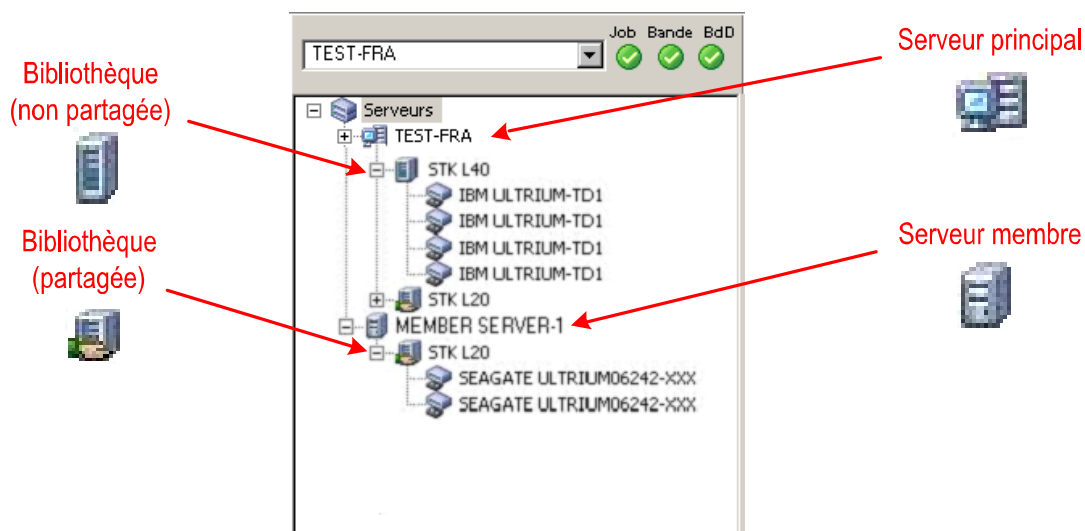 Job Bande BdD
TEST-FRA
Serveur principal
Bibliothèque
(non partagée)
Serveurs
TEST-FRA
STK L40
IBM ULTRIUM-TD1
IBM ULTRIUM-TD1
IBM ULTRIUM-TD1
IBM ULTRIUM-TD1
Bibliothèque
(partagée)
Serveur membre
STK L20
MEMBER SERVER-1
STK L20
SEAGATE ULTRIUM06242-XXX
SEAGATE ULTRIUM06242-XXX